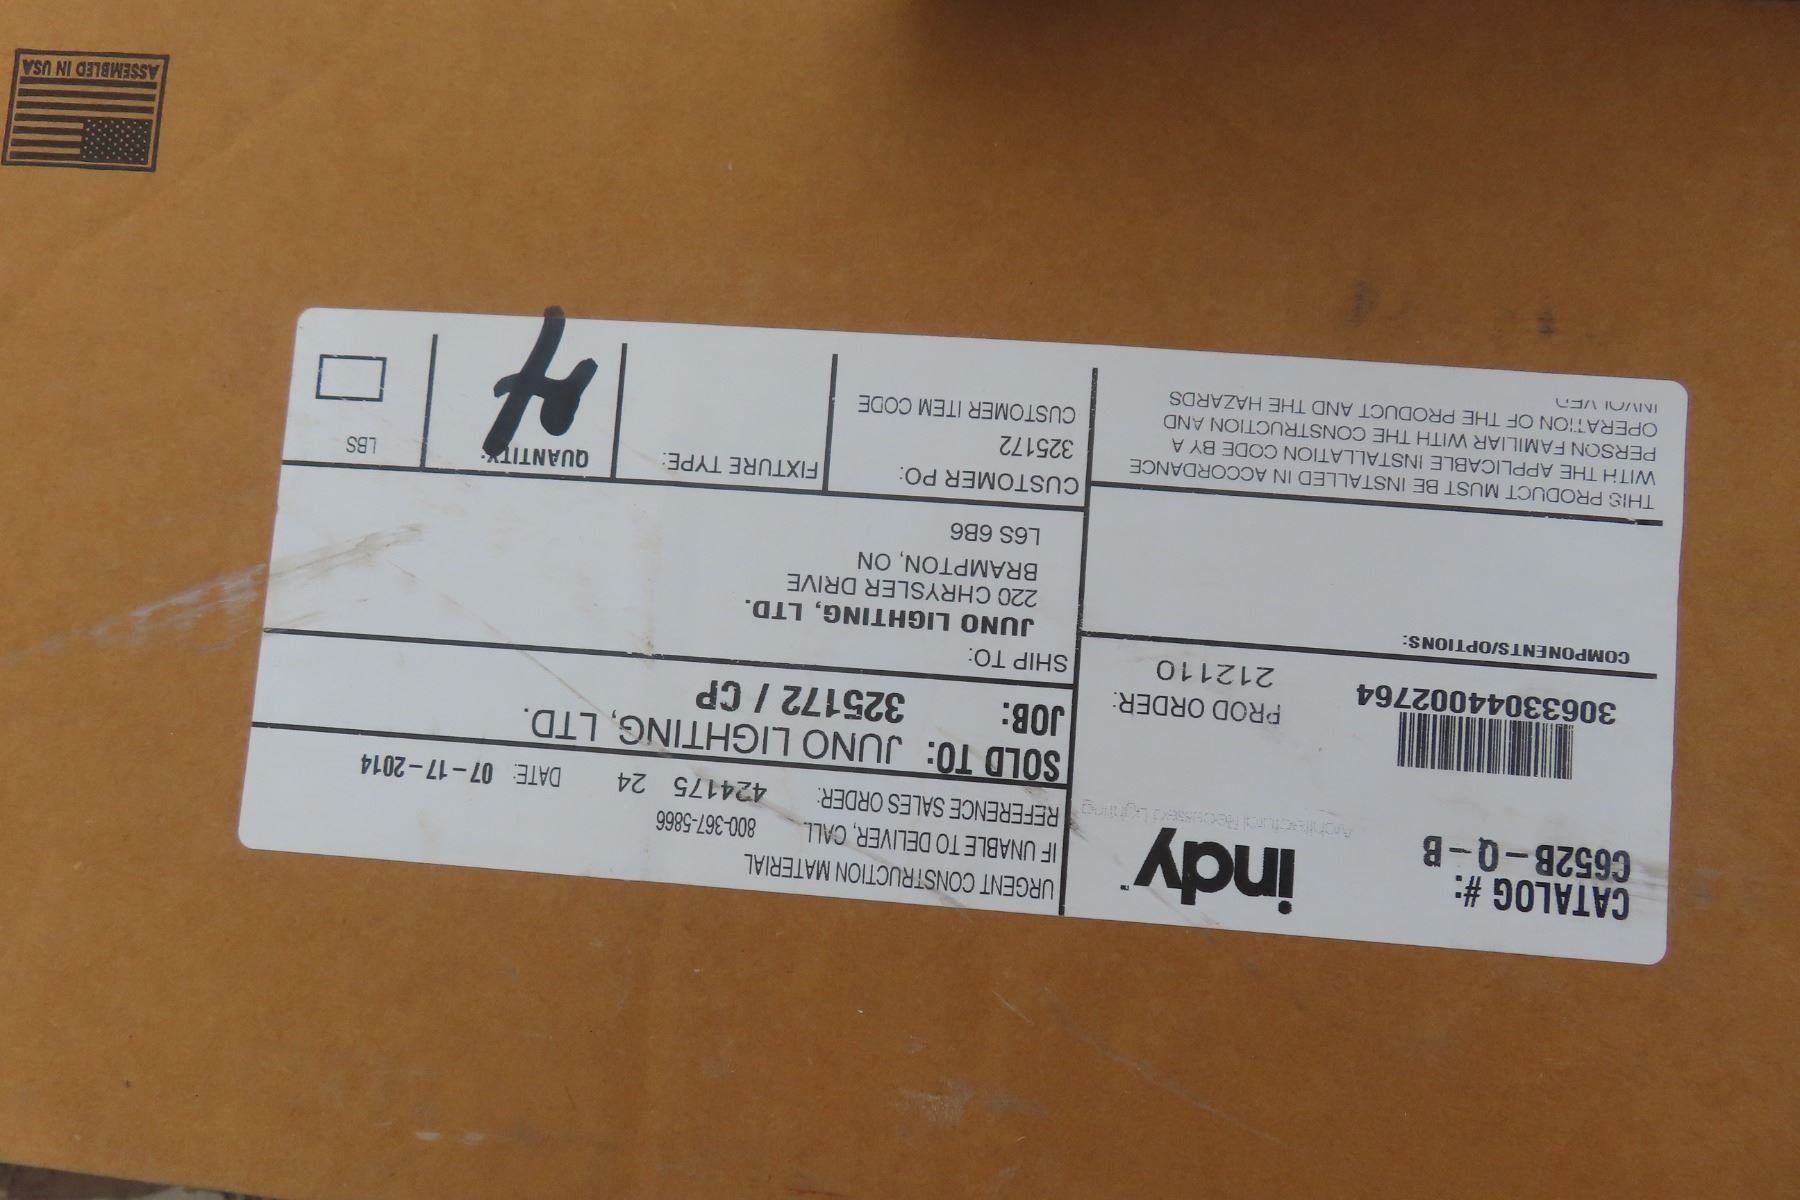 CATALOG #:
C652B-Q-B
indy™
Architectural Recessed Lighting
30633044002764
PROD ORDER:
212110
COMPONENTS/OPTIONS:
THIS PRODUCT MUST BE INSTALLED IN ACCORDANCE
WITH THE APPLICABLE INSTALLATION CODE BY A
PERSON FAMILIAR WITH THE CONSTRUCTION AND
OPERATION OF THE PRODUCT AND THE HAZARDS
INVOLVED
URGENT CONSTRUCTION MATERIAL
IF UNABLE TO DELIVER, CALL 800-367-5866
REFERENCE SALES ORDER: 424175 24 DATE: 07-17-2014
SOLD TO: JUNO LIGHTING, LTD.
JOB: 325172 / CP
SHIP TO:
JUNO LIGHTING, LTD.
220 CHRYSLER DRIVE
BRAMPTON, ON
L6S 6B6
CUSTOMER PO:
325172
CUSTOMER ITEM CODE
FIXTURE TYPE:
QUANTITY:
4
LBS
ASSEMBLED IN USA